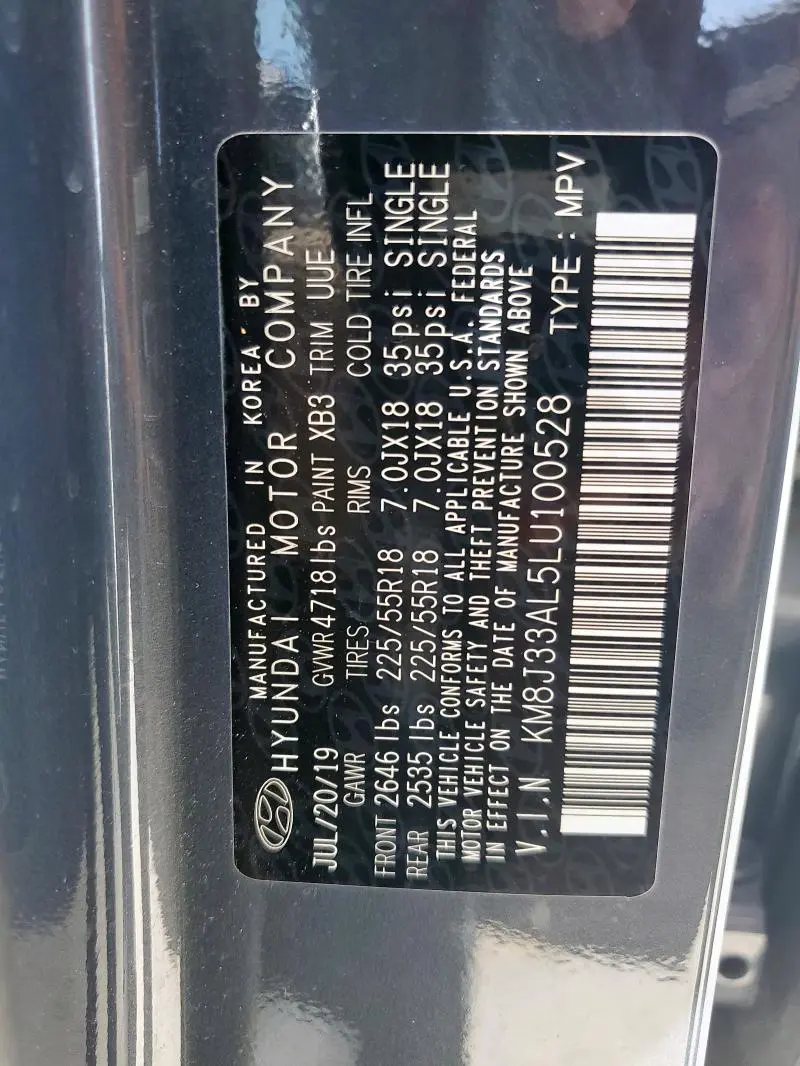 MANUFACTURED IN KOREA BY
HYUNDAI MOTOR COMPANY
JUL/20/19 GVWR 4718 lbs PAINT XB3 TRIM UUE
GAWR TIRES RIMS COLD TIRE INFL
FRONT 2646 lbs 225/55R18 7.0JX18 35psi SINGLE
REAR 2535 lbs 225/55R18 7.0JX18 35psi SINGLE
THIS VEHICLE CONFORMS TO ALL APPLICABLE U.S.A. FEDERAL
MOTOR VEHICLE SAFETY AND THEFT PREVENTION STANDARDS
IN EFFECT ON THE DATE OF MANUFACTURE SHOWN ABOVE
V.I.N KM8J33AL5LU100528 TYPE : MPV